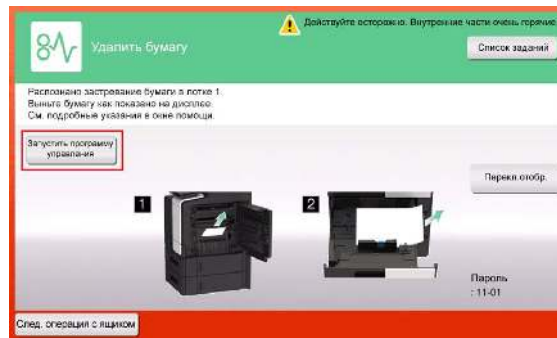 Действуйте осторожно. Внутренние части очень горячие
Удалить бумагу
Список заданий
Распознано застревание бумаги в лотке 1.
Выньте бумагу как показано на дисплее.
См. подробные указания в окне помощи.
Запустить программу
управления
Перекл.отобр.
1
2
Пароль
: 11-01
След. операция с ящиком